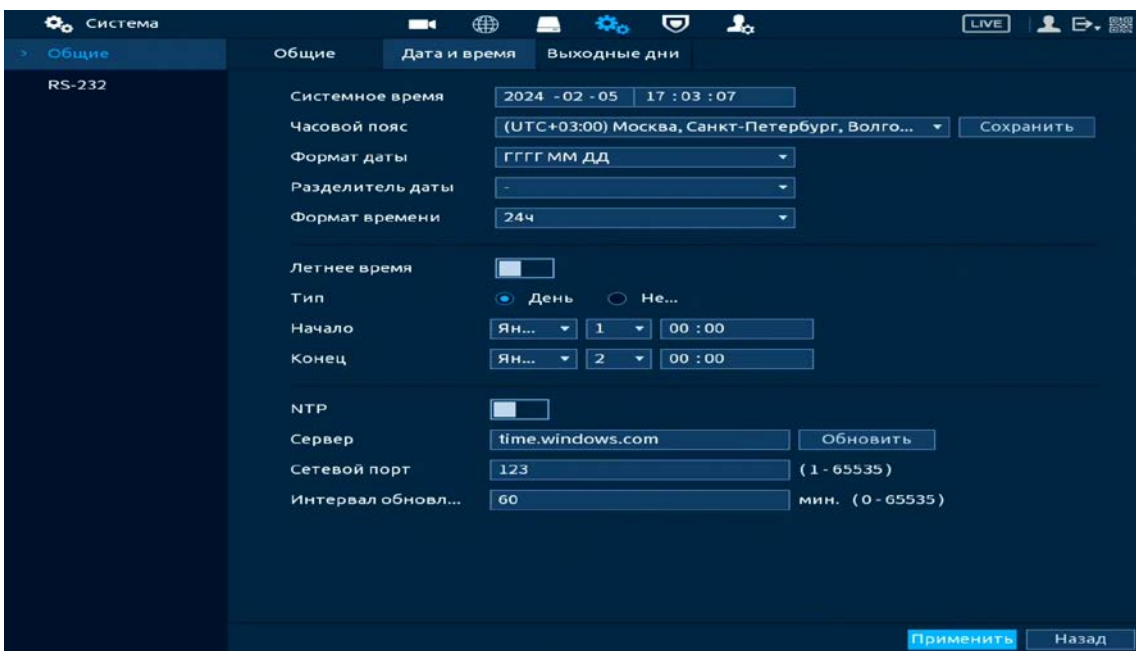 Система LIVE
> Общие Общие Дата и время Выходные дни
RS-232
Системное время 2024 - 02 - 05 17 : 03 : 07
Часовой пояс (UTC+03:00) Москва, Санкт-Петербург, Волго... Сохранить
Формат даты ГГГГ ММ ДД
Разделитель даты -
Формат времени 24ч
Летнее время
Тип День Не...
Начало Ян... 1 00 : 00
Конец Ян... 2 00 : 00
NTP
Сервер time.windows.com Обновить
Сетевой порт 123 (1 - 65535)
Интервал обновл... 60 мин. (0 - 65535)
Применить Назад